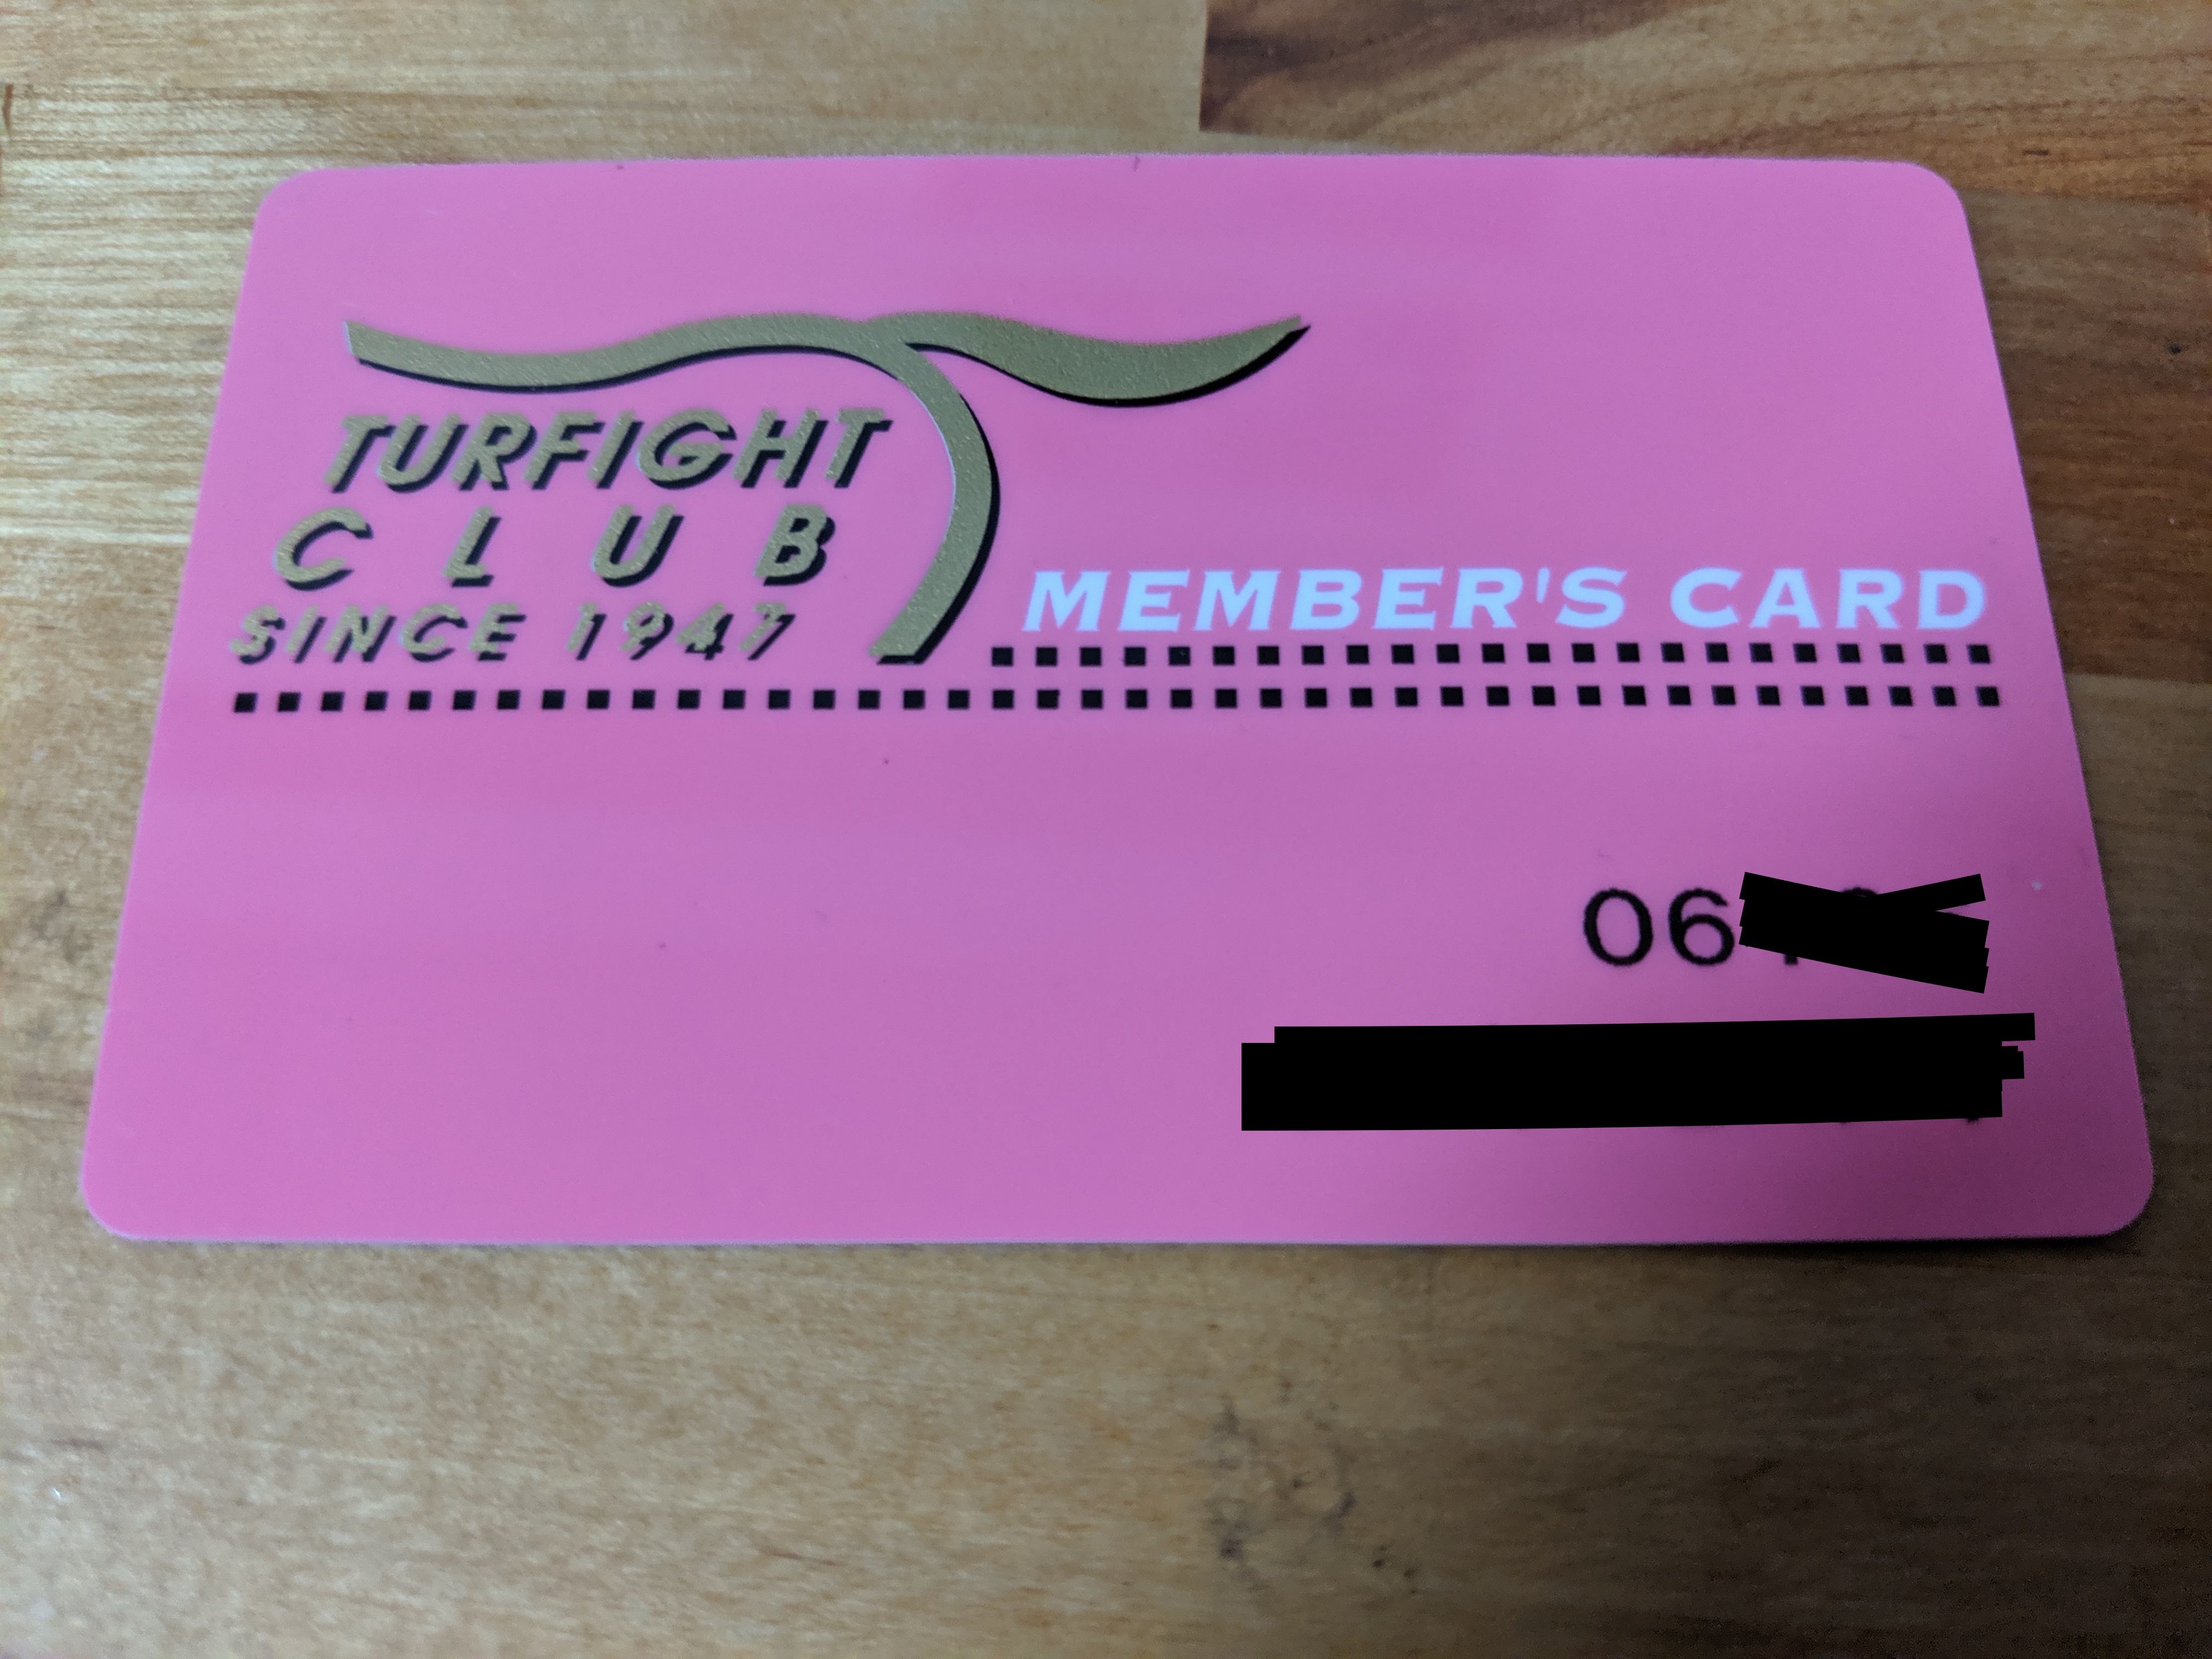 TURFIGHT
CLUB
SINCE 1947
MEMBER'S CARD
06